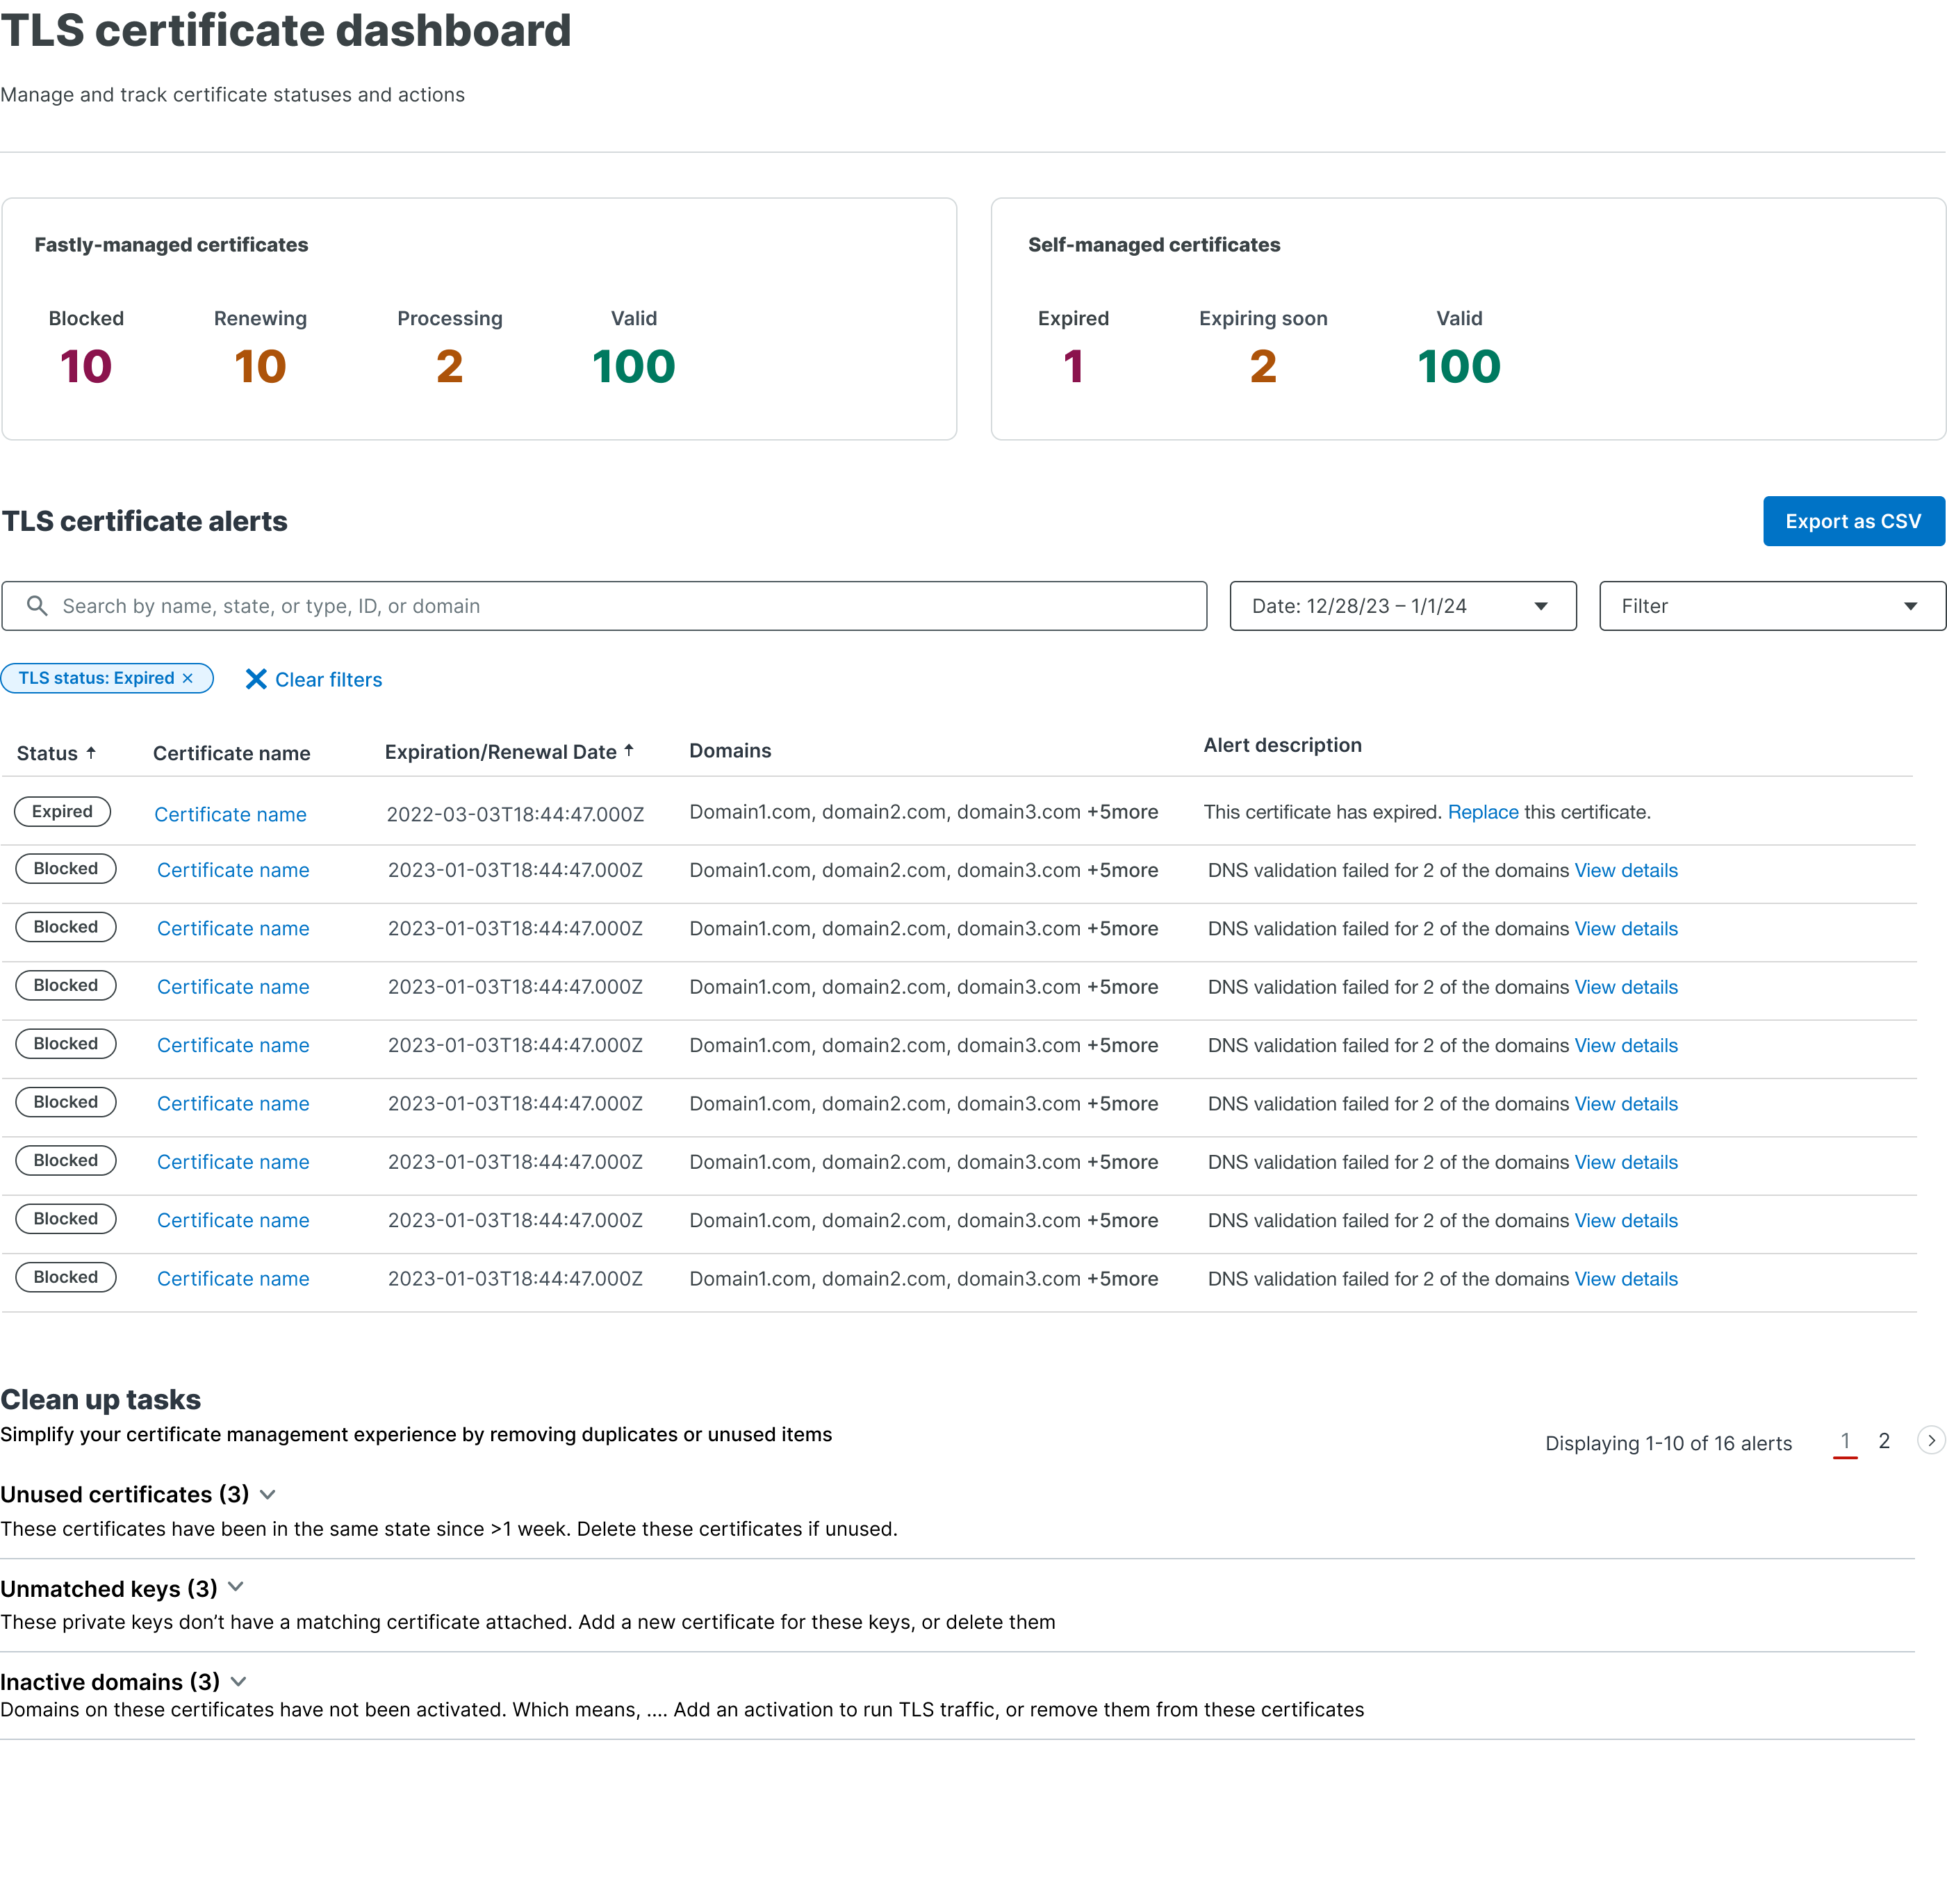 TLS certificate dashboard
Manage and track certificate statuses and actions
Fastly-managed certificates
Blocked Renewing Processing Valid
10 10 2 100
Self-managed certificates
Expired Expiring soon Valid
1 2 100
TLS certificate alerts
Export as CSV
Search by name, state, or type, ID, or domain
Date: 12/28/23 – 1/1/24
Filter
TLS status: Expired ×
Clear filters
Status ↑ Certificate name Expiration/Renewal Date ↑ Domains Alert description
Expired Certificate name 2022-03-03T18:44:47.000Z Domain1.com, domain2.com, domain3.com +5more This certificate has expired. Replace this certificate.
Blocked Certificate name 2023-01-03T18:44:47.000Z Domain1.com, domain2.com, domain3.com +5more DNS validation failed for 2 of the domains View details
Blocked Certificate name 2023-01-03T18:44:47.000Z Domain1.com, domain2.com, domain3.com +5more DNS validation failed for 2 of the domains View details
Blocked Certificate name 2023-01-03T18:44:47.000Z Domain1.com, domain2.com, domain3.com +5more DNS validation failed for 2 of the domains View details
Blocked Certificate name 2023-01-03T18:44:47.000Z Domain1.com, domain2.com, domain3.com +5more DNS validation failed for 2 of the domains View details
Blocked Certificate name 2023-01-03T18:44:47.000Z Domain1.com, domain2.com, domain3.com +5more DNS validation failed for 2 of the domains View details
Blocked Certificate name 2023-01-03T18:44:47.000Z Domain1.com, domain2.com, domain3.com +5more DNS validation failed for 2 of the domains View details
Blocked Certificate name 2023-01-03T18:44:47.000Z Domain1.com, domain2.com, domain3.com +5more DNS validation failed for 2 of the domains View details
Blocked Certificate name 2023-01-03T18:44:47.000Z Domain1.com, domain2.com, domain3.com +5more DNS validation failed for 2 of the domains View details
Clean up tasks
Simplify your certificate management experience by removing duplicates or unused items
Displaying 1-10 of 16 alerts 1 2
Unused certificates (3)
These certificates have been in the same state since >1 week. Delete these certificates if unused.
Unmatched keys (3)
These private keys don’t have a matching certificate attached. Add a new certificate for these keys, or delete them
Inactive domains (3)
Domains on these certificates have not been activated. Which means, .... Add an activation to run TLS traffic, or remove them from these certificates